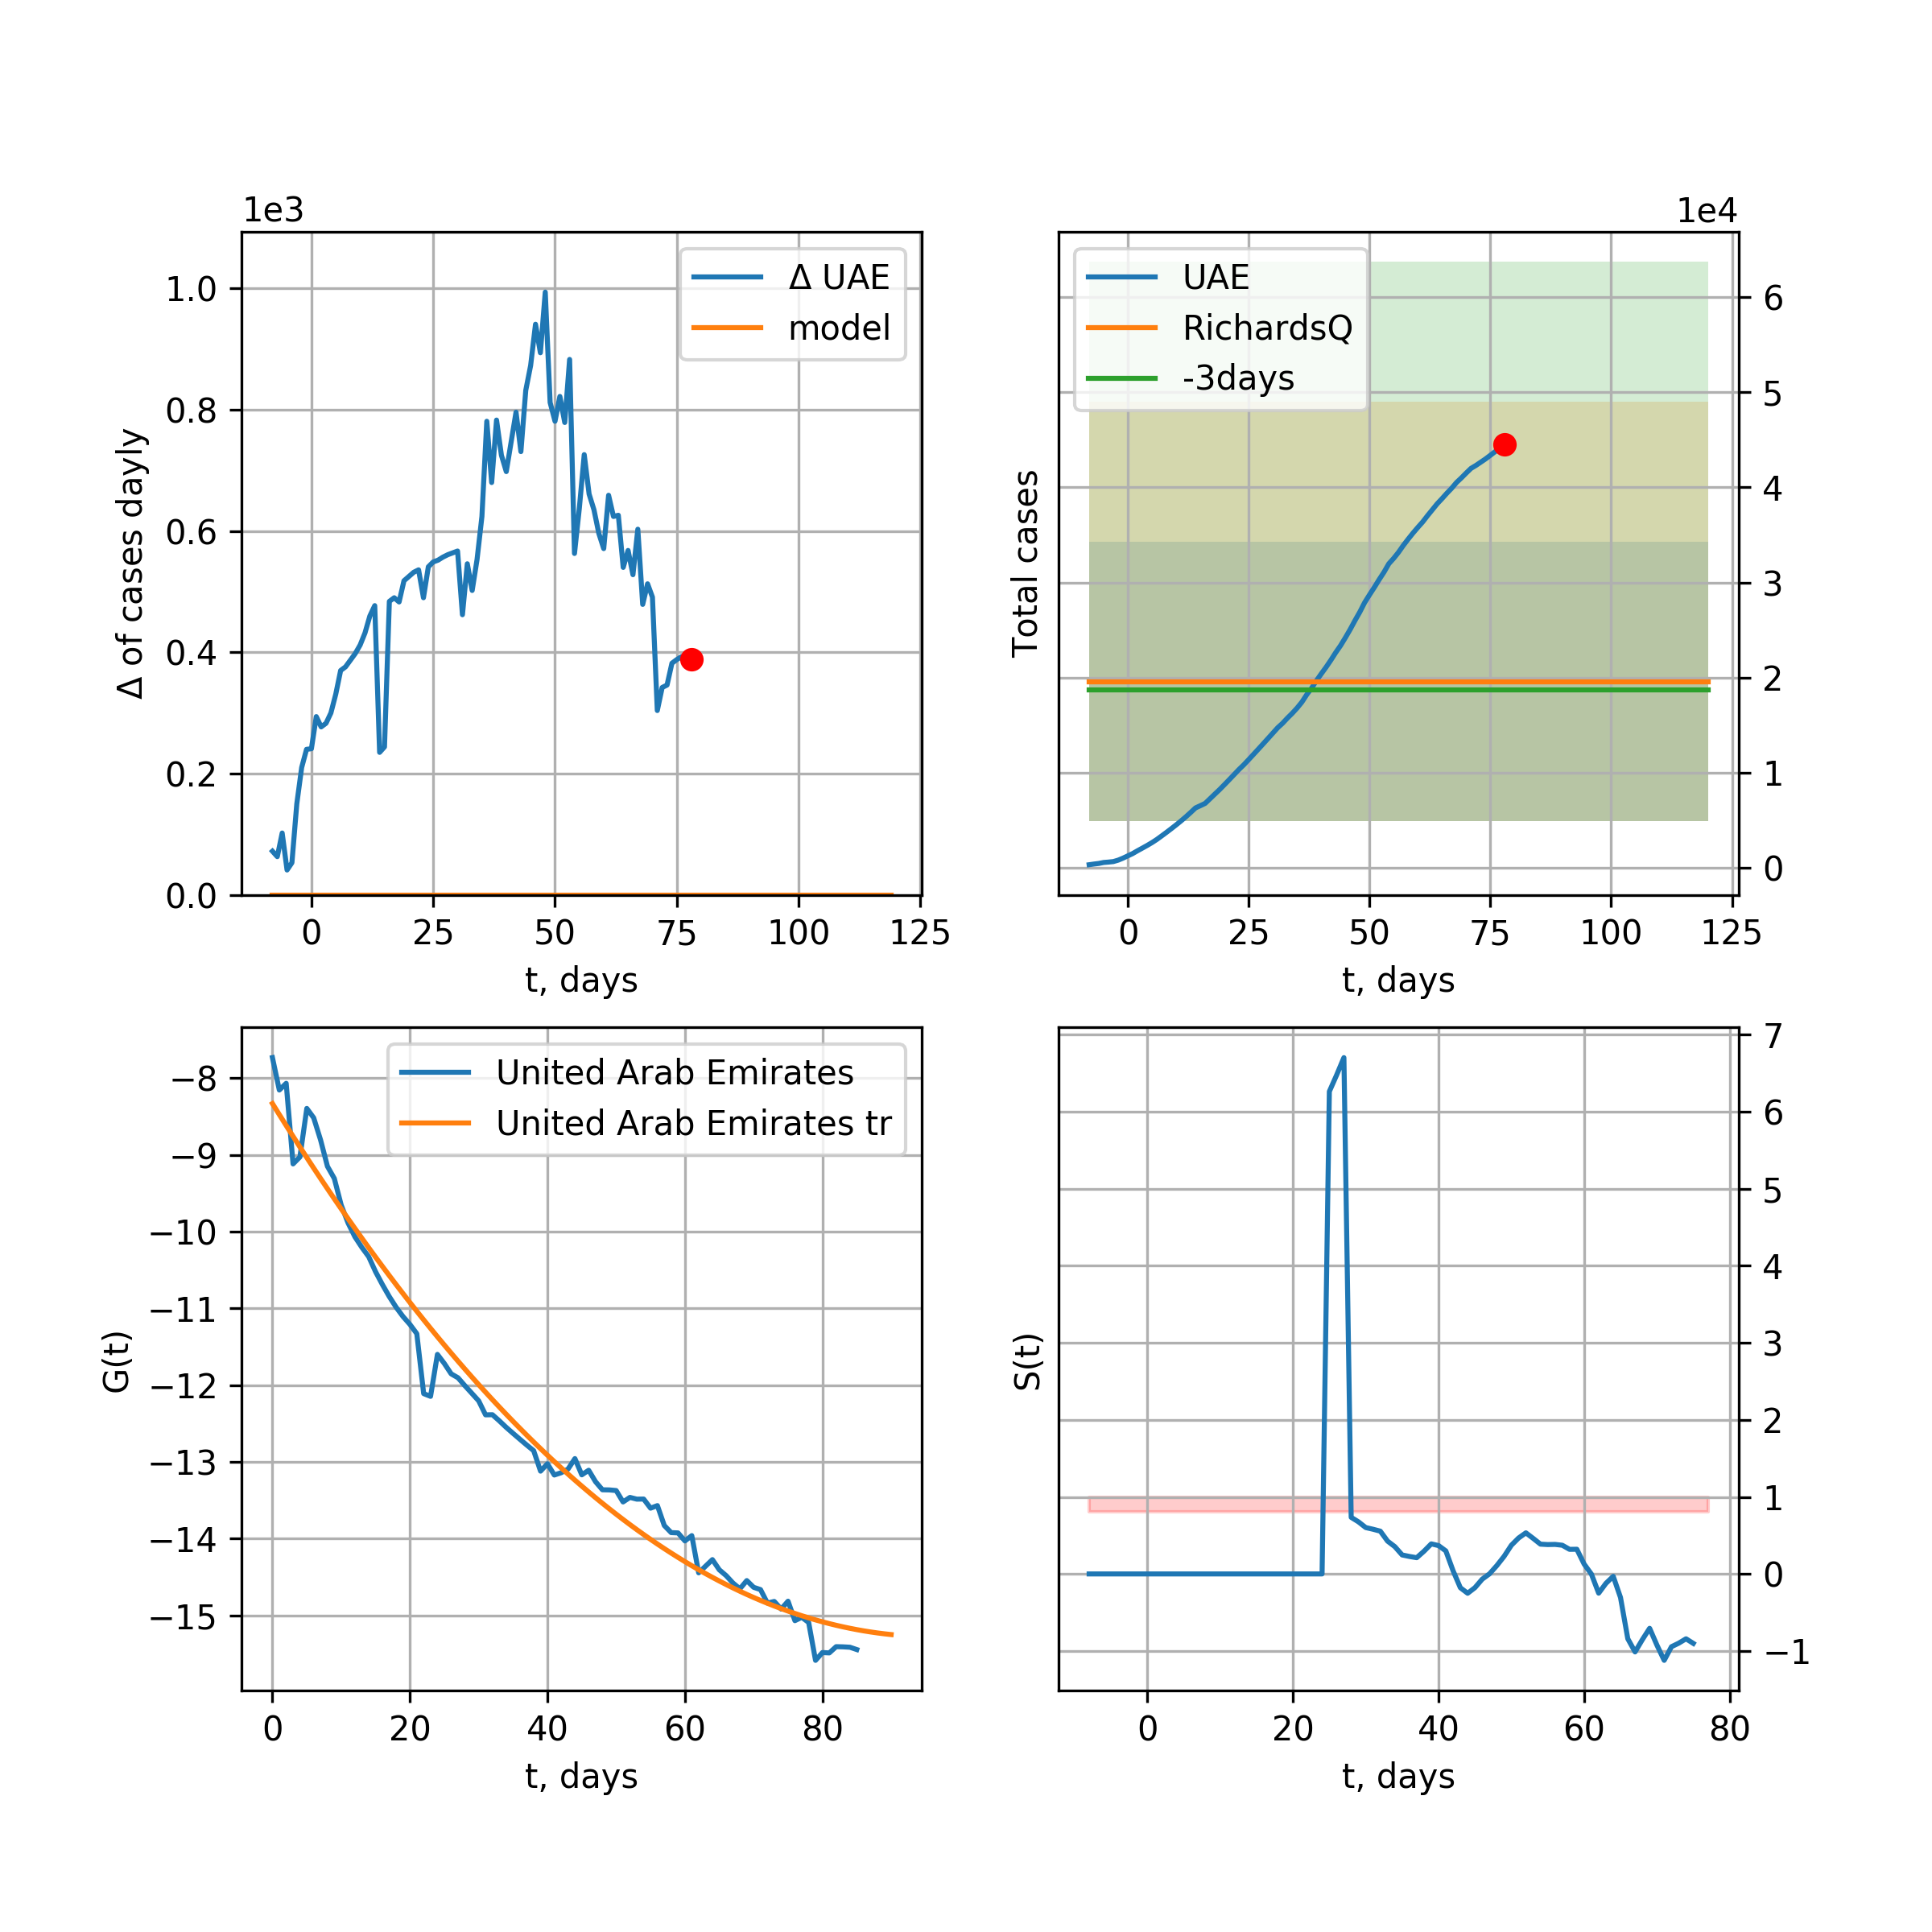 1e3
Δ UAE
model
1.0
0.8
0.6
0.4
0.2
0.0
Δ of cases dayly
0 25 50 75 100 125
t, days
1e4
UAE
RichardsQ
-3days
6
5
4
3
2
1
0
Total cases
0 25 50 75 100 125
t, days
United Arab Emirates
United Arab Emirates tr
−8
−9
−10
−11
−12
−13
−14
−15
G(t)
0 20 40 60 80
t, days
7
6
5
4
3
2
1
0
−1
S(t)
0 20 40 60 80
t, days